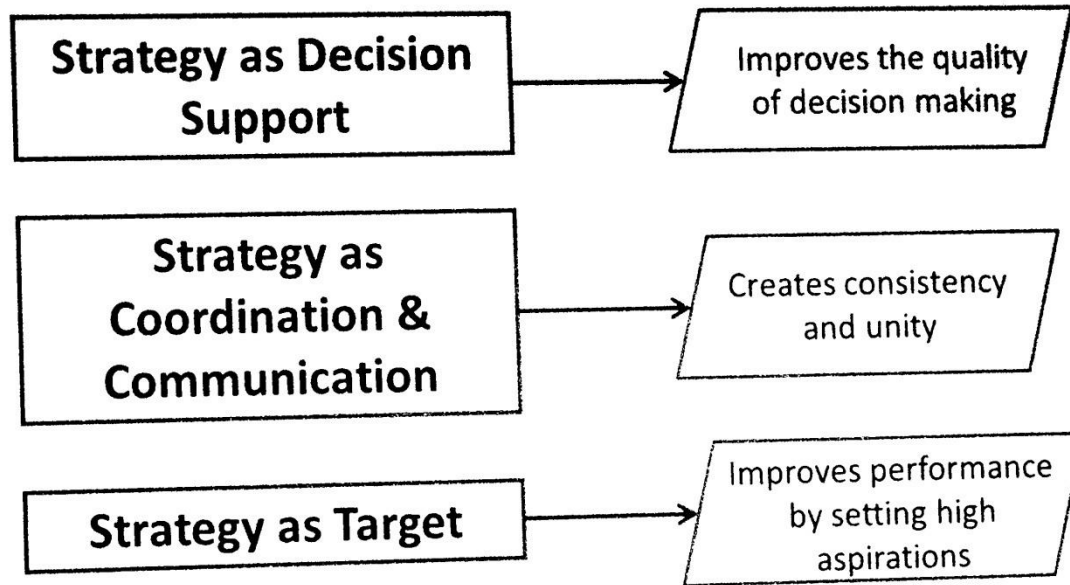 Strategy as Decision
Support
Improves the quality
of decision making
Strategy as
Coordination &
Communication
Creates consistency
and unity
Strategy as Target
Improves performance
by setting high
aspirations